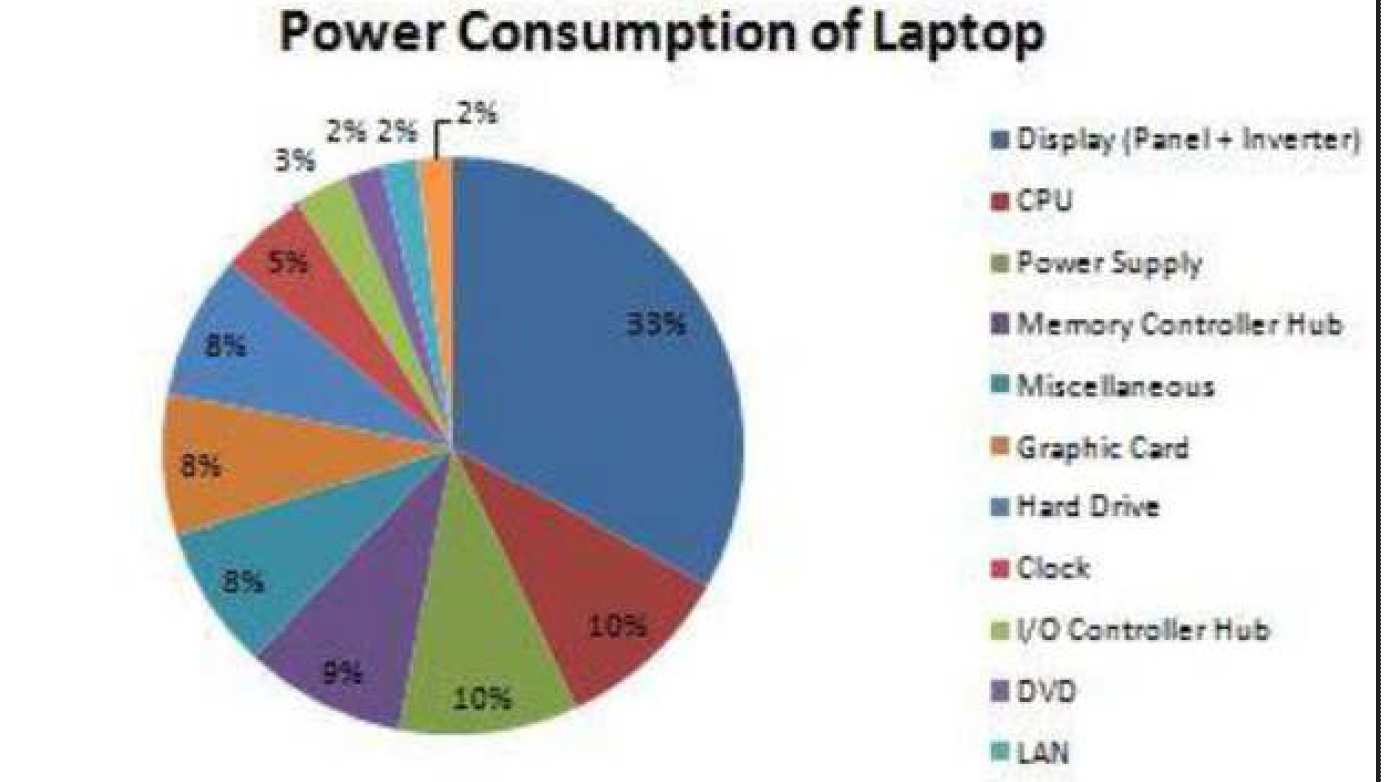 Power Consumption of Laptop
2%
2% 2%
3%
5%
33%
8%
8%
8%
10%
9%
10%
Display (Panel + Inverter)
CPU
Power Supply
Memory Controller Hub
Miscellaneous
Graphic Card
Hard Drive
Clock
I/O Controller Hub
DVD
LAN